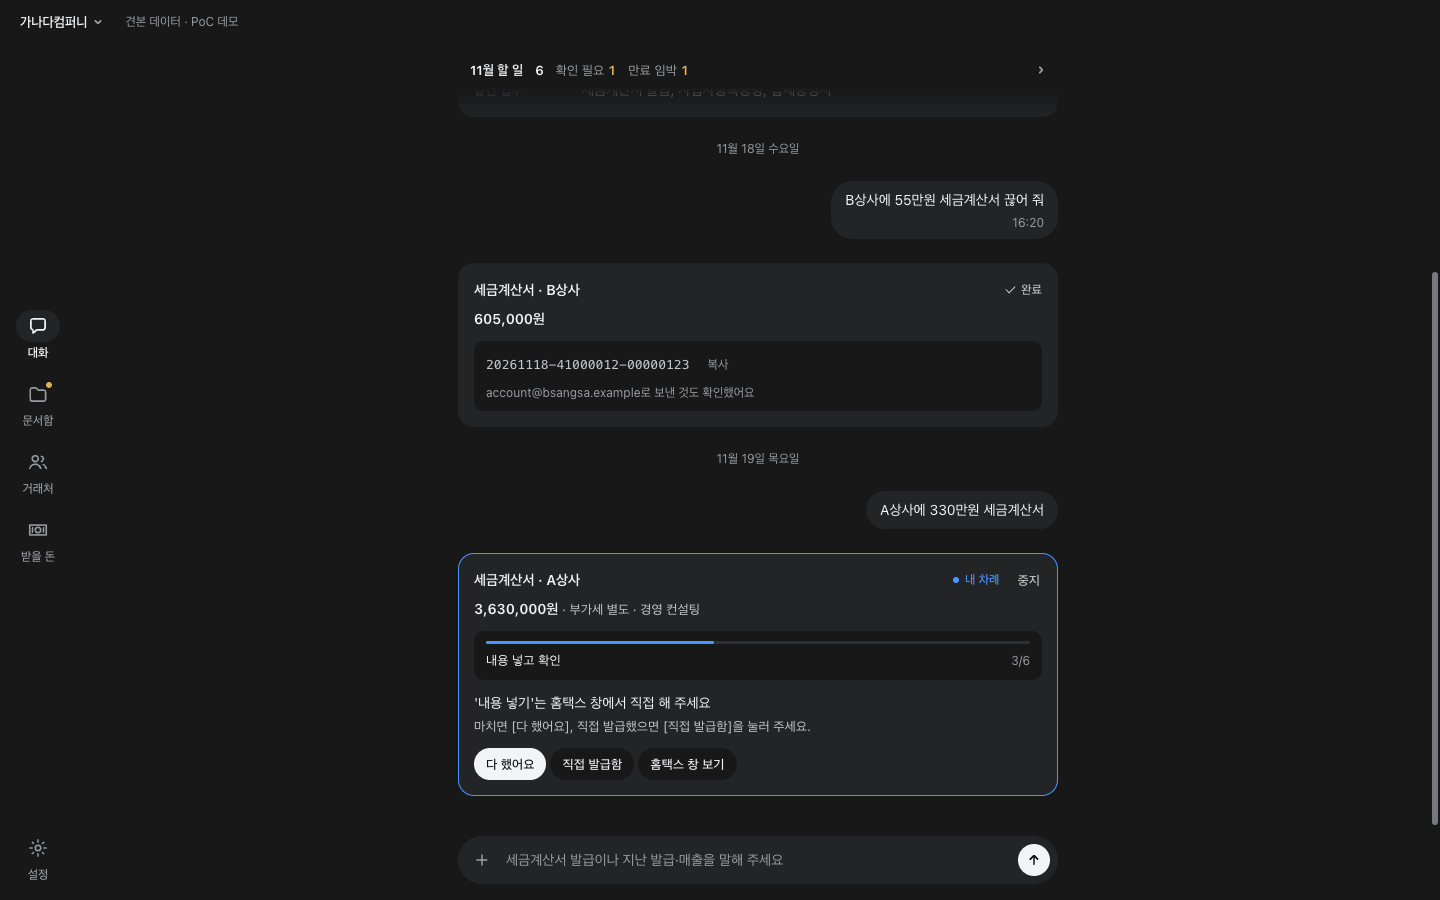 가나다컴퍼니
견본 데이터 · PoC 데모
11월 할 일 6 확인 필요 1 만료 임박 1
11월 18일 수요일
B상사에 55만원 세금계산서 끊어 줘
16:20
세금계산서 · B상사
완료
605,000원
20261118-41000012-00000123 복사
account@bsangsa.example로 보낸 것도 확인했어요
11월 19일 목요일
A상사에 330만원 세금계산서
세금계산서 · A상사
내 차례 중지
3,630,000원 · 부가세 별도 · 경영 컨설팅
내용 넣고 확인
3/6
'내용 넣기'는 홈택스 창에서 직접 해 주세요
마치면 [다 했어요], 직접 발급했으면 [직접 발급함]을 눌러 주세요.
다 했어요 직접 발급함 홈택스 창 보기
대화
문서함
거래처
받을 돈
설정
세금계산서 발급이나 지난 발급·매출을 말해 주세요